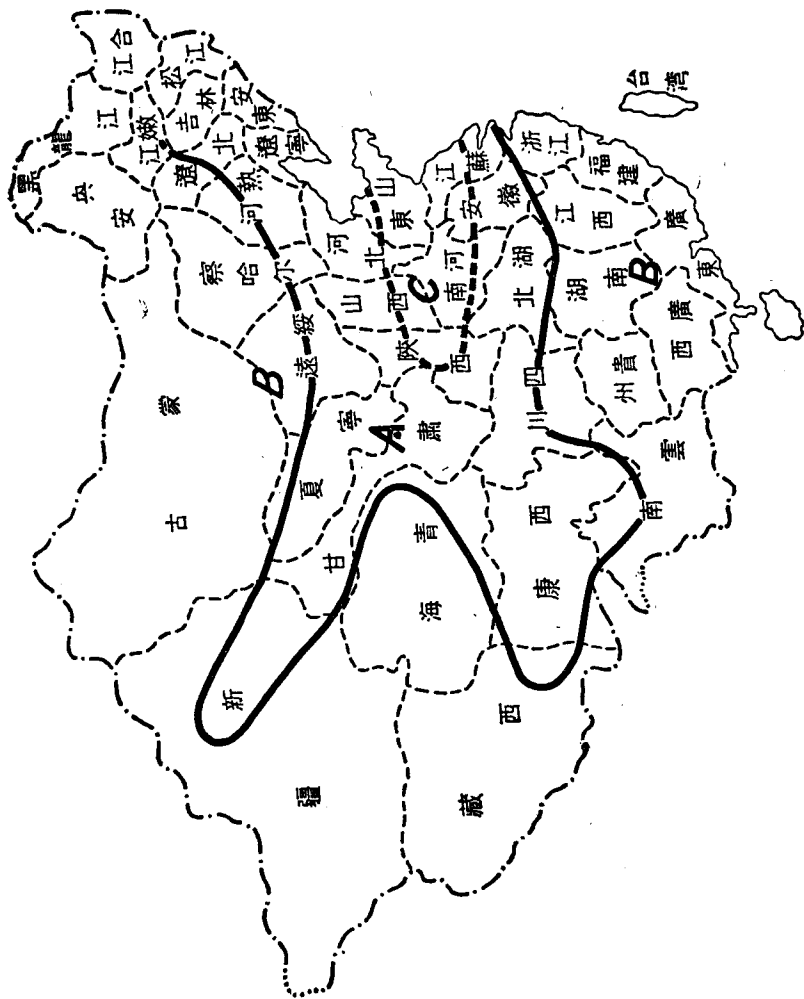 黑龍江
合江
松江
嫩江
吉林
安東
遼北
遼寧
兴安
熱河
察哈尔
綏遠
蒙古
B
新疆
寧夏
甘肅
A
青海
西藏
西康
四川
陝西
山西
河北
山東
河南
C
江蘇
安徽
湖北
浙江
江西
福建
湖南
B
貴州
雲南
廣西
廣東
台湾